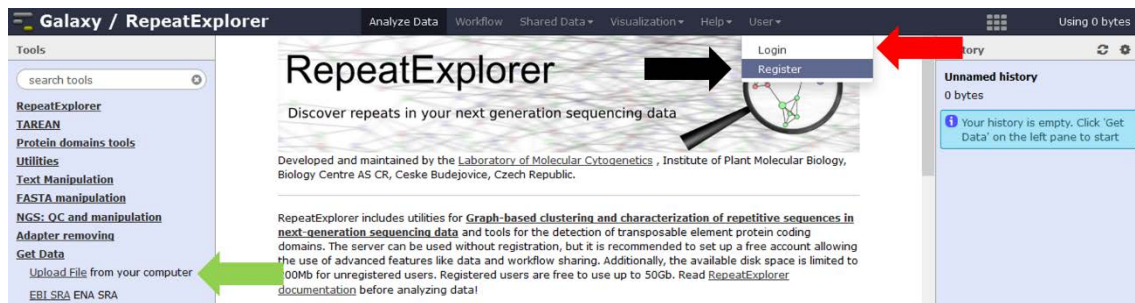 Galaxy / RepeatExplorer
Analyze Data Workflow Shared Data Visualization Help User
Using 0 bytes
Tools
search tools
RepeatExplorer
TAREAN
Protein domains tools
Utilities
Text Manipulation
FASTA manipulation
NGS: QC and manipulation
Adapter removing
Get Data
Upload File from your computer
EBI SRA ENA SRA
Login
Register
RepeatExplorer
Discover repeats in your next generation sequencing data
Developed and maintained by the Laboratory of Molecular Cytogenetics , Institute of Plant Molecular Biology,
Biology Centre AS CR, Ceske Budejovice, Czech Republic.
RepeatExplorer includes utilities for Graph-based clustering and characterization of repetitive sequences in
next-generation sequencing data and tools for the detection of transposable element protein coding
domains. The server can be used without registration, but it is recommended to set up a free account allowing
the use of advanced features like data and workflow sharing. Additionally, the available disk space is limited to
00Mb for unregistered users. Registered users are free to use up to 50Gb. Read RepeatExplorer
documentation before analyzing data!
tory
Unnamed history
0 bytes
Your history is empty. Click 'Get
Data' on the left pane to start